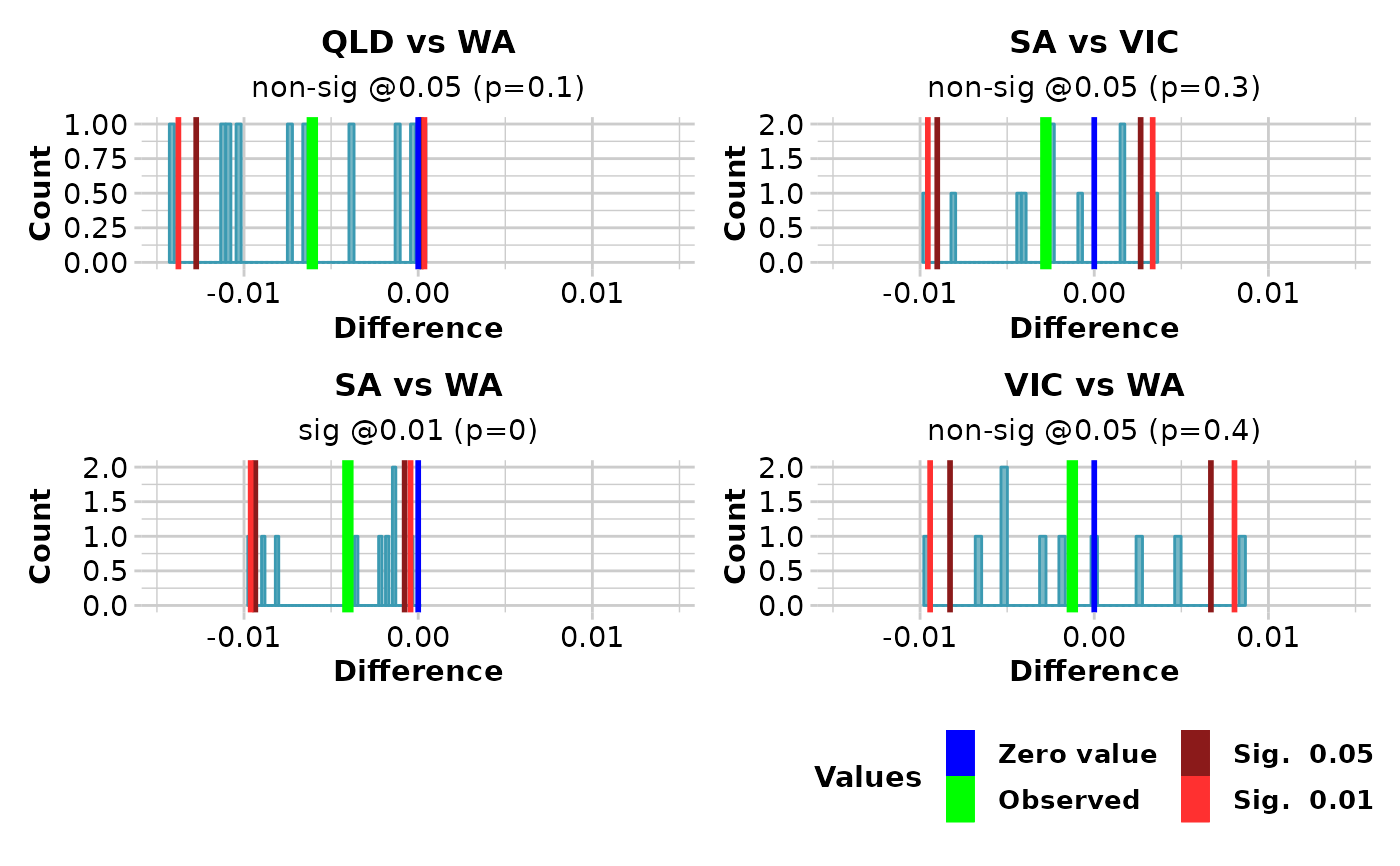 QLD vs WA
non-sig @0.05 (p=0.1)
Count
1.00
0.75
0.50
0.25
0.00
-0.01 0.00 0.01
Difference
SA vs VIC
non-sig @0.05 (p=0.3)
Count
2.0
1.5
1.0
0.5
0.0
-0.01 0.00 0.01
Difference
SA vs WA
sig @0.01 (p=0)
Count
2.0
1.5
1.0
0.5
0.0
-0.01 0.00 0.01
Difference
VIC vs WA
non-sig @0.05 (p=0.4)
Count
2.0
1.5
1.0
0.5
0.0
-0.01 0.00 0.01
Difference
Values
Zero value
Observed
Sig. 0.05
Sig. 0.01